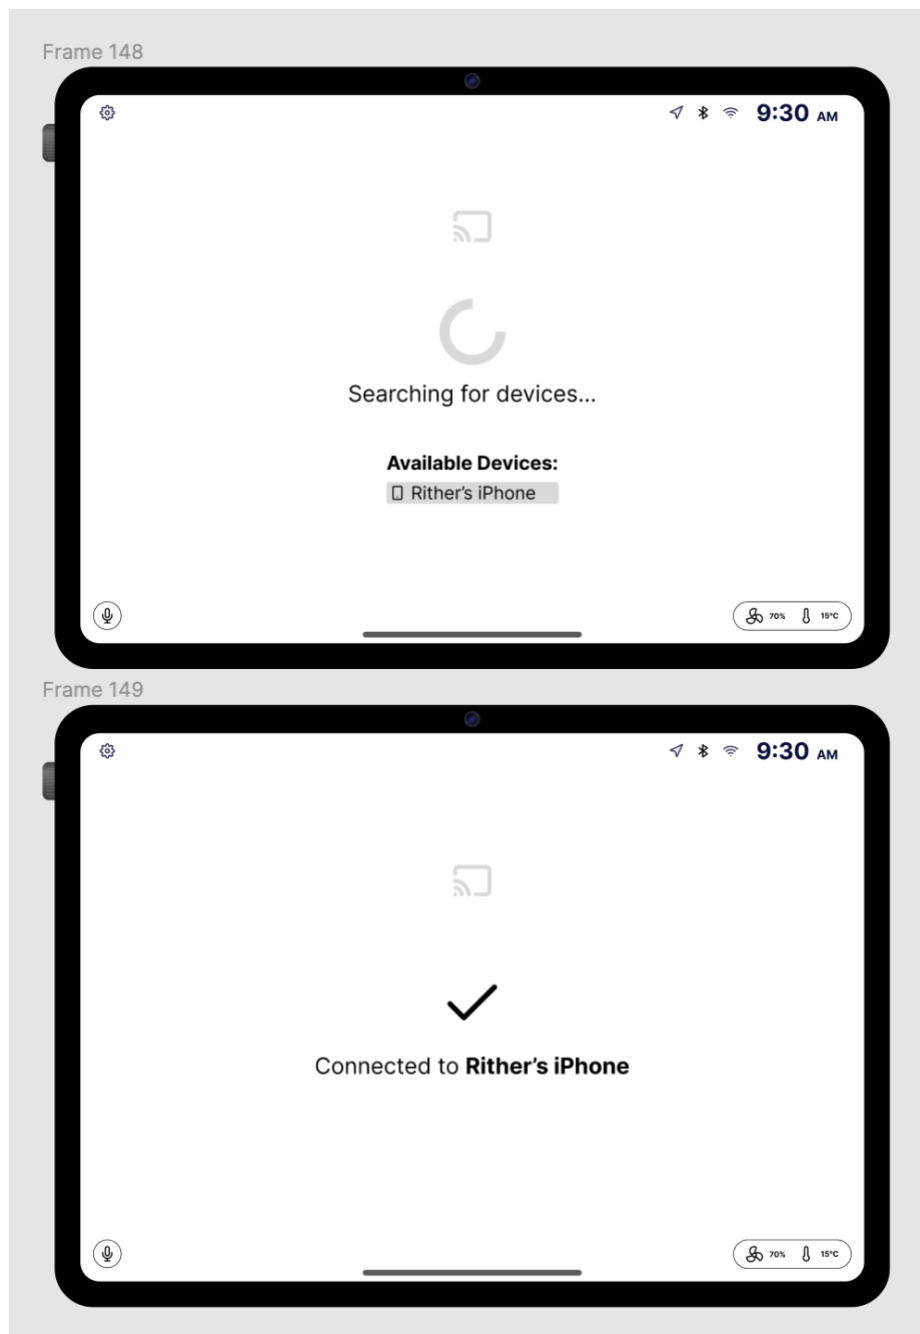 Frame 148
9:30 AM
Searching for devices...
Available Devices:
Rither's iPhone
70% 15°C
Frame 149
9:30 AM
Connected to Rither's iPhone
70% 15°C